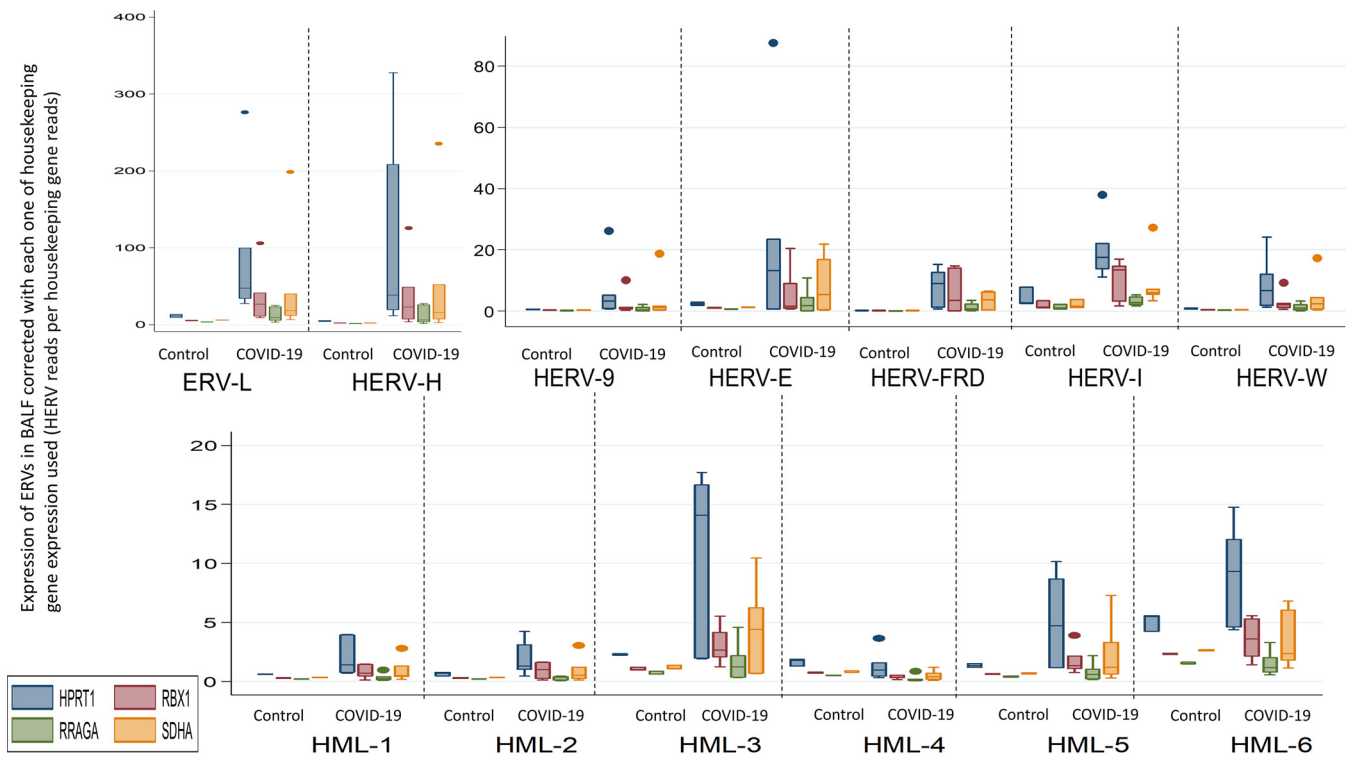 Expression of ERVs in BALF corrected with each one of housekeeping
gene expression used (HERV reads per housekeeping gene reads)
400
300
200
100
0
Control COVID-19 Control COVID-19
ERV-L HERV-H
80
60
40
20
0
Control COVID-19 Control COVID-19 Control COVID-19 Control COVID-19 Control COVID-19
HERV-9 HERV-E HERV-FRD HERV-I HERV-W
20
15
10
5
0
Control COVID-19 Control COVID-19 Control COVID-19 Control COVID-19 Control COVID-19 Control COVID-19
HML-1 HML-2 HML-3 HML-4 HML-5 HML-6
HPRT1 RBX1
RRAGA SDHA